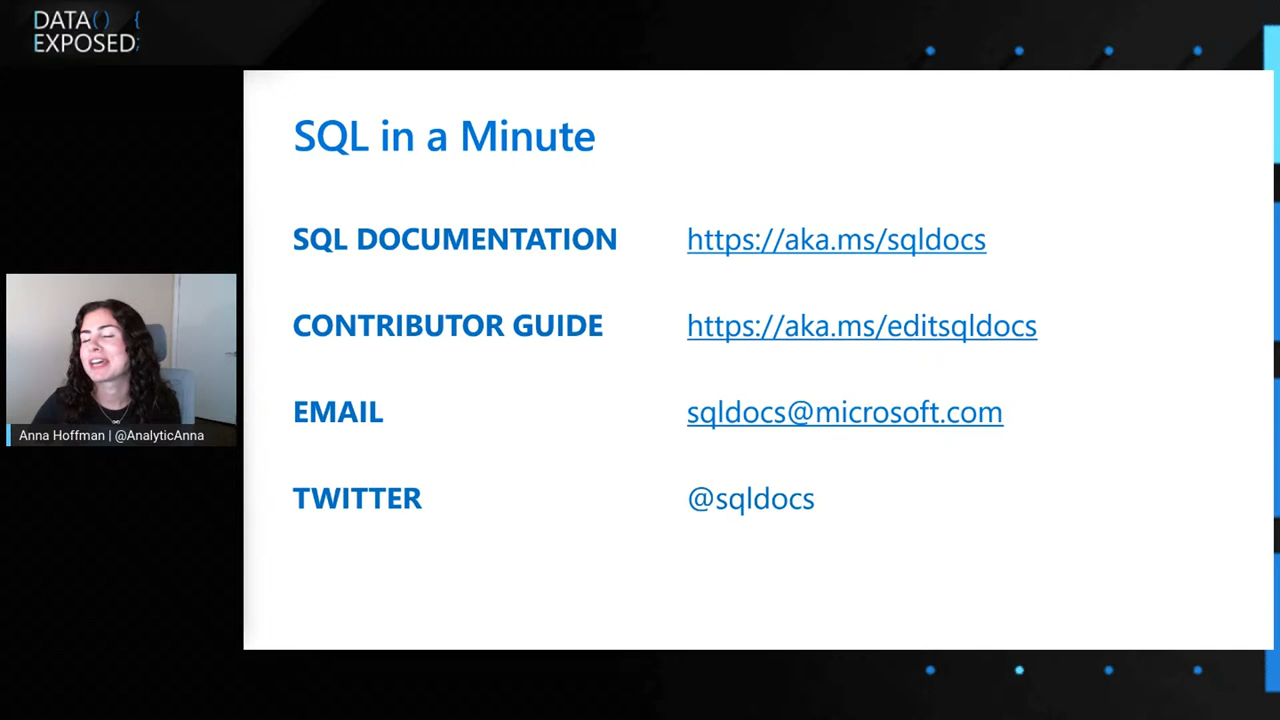 DATA() {
EXPOSED;
SQL in a Minute
SQL DOCUMENTATION https://aka.ms/sqldocs
CONTRIBUTOR GUIDE https://aka.ms/editsqldocs
EMAIL sqldocs@microsoft.com
TWITTER @sqldocs
Anna Hoffman | @AnalyticAnna